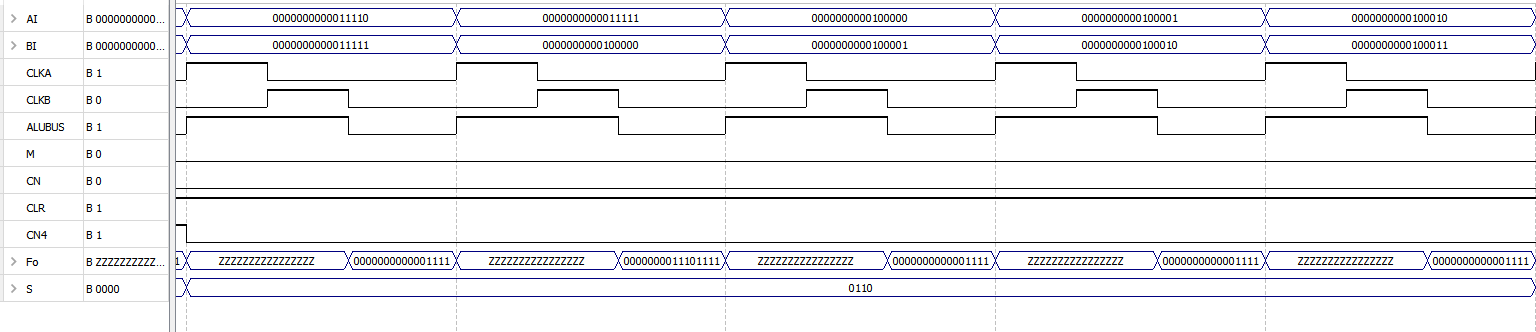 AI B 0000000000... 0000000000011110 0000000000011111 0000000000100000 0000000000100001 0000000000100010
BI B 0000000000... 0000000000011111 0000000000100000 0000000000100001 0000000000100010 0000000000100011
CLKA B 1
CLKB B 0
ALUBUS B 1
M B 0
CN B 0
CLR B 1
CN4 B 1
Fo B ZZZZZZZZZZ... 1 ZZZZZZZZZZZZZZZZ 0000000000001111 ZZZZZZZZZZZZZZZZ 0000000011101111 ZZZZZZZZZZZZZZZZ 0000000000001111 ZZZZZZZZZZZZZZZZ 0000000000001111 ZZZZZZZZZZZZZZZZ 0000000000001111
S B 0000 0110